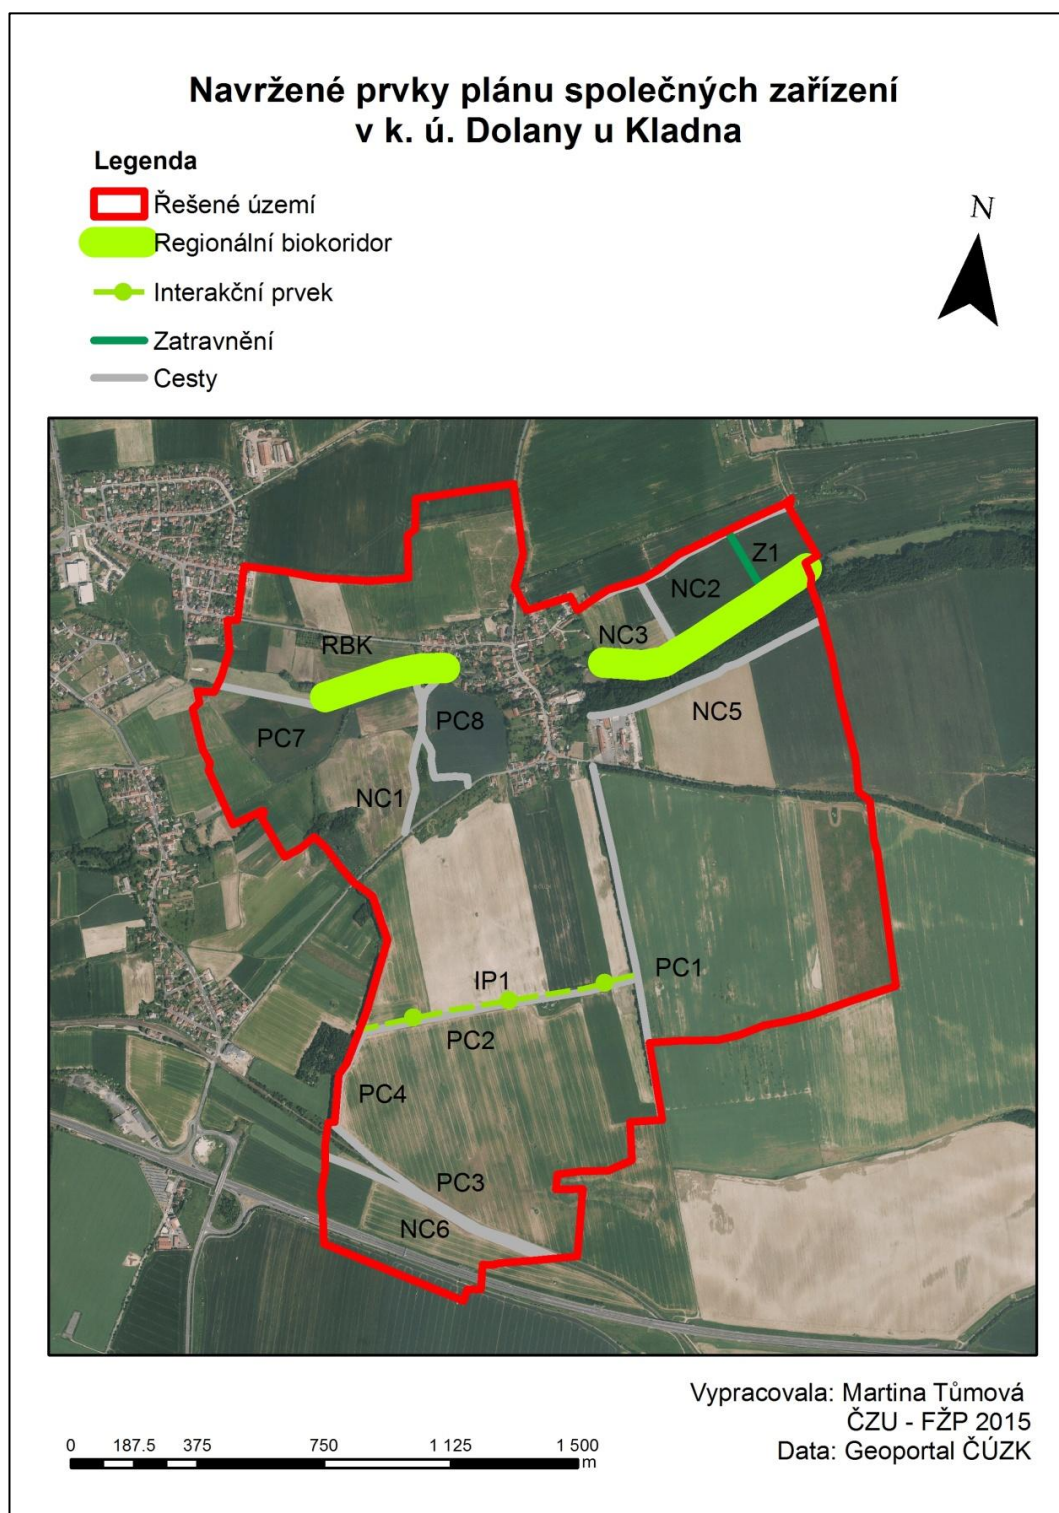 Navržené prvky plánu společných zařízení
v k. ú. Dolany u Kladna
Legenda
Řešené území
Regionální biokoridor
Interakční prvek
Zatravnění
Cesty
N
Z1
NC2
NC3
RBK
NC5
PC8
PC7
NC1
PC1
IP1
PC2
PC4
PC3
NC6
Vypracovala: Martina Tůmová
ČZU - FŽP 2015
Data: Geoportal ČÚZK
0 187.5 375 750 1 125 1 500
m